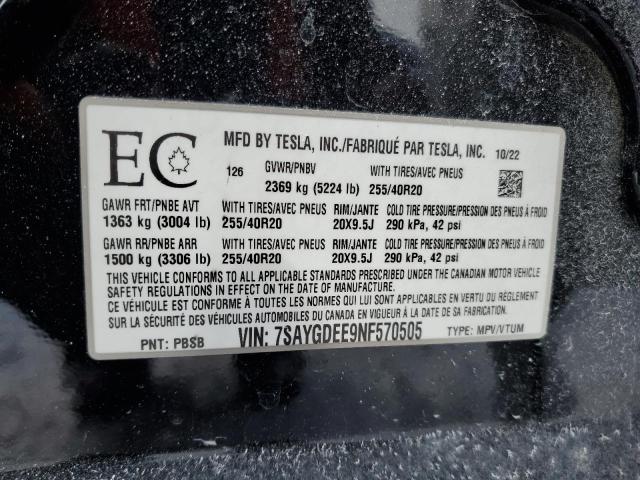 EC MFD BY TESLA, INC./FABRIQUÉ PAR TESLA, INC. 10/22
126 GVWR/PNBV WITH TIRES/AVEC PNEUS
2369 kg (5224 lb) 255/40R20
GAWR FRT/PNBE AVT WITH TIRES/AVEC PNEUS RIM/JANTE COLD TIRE PRESSURE/PRESSION DES PNEUS À FROID
1363 kg (3004 lb) 255/40R20 20X9.5J 290 kPa, 42 psi
GAWR RR/PNBE ARR WITH TIRES/AVEC PNEUS RIM/JANTE COLD TIRE PRESSURE/PRESSION DES PNEUS À FROID
1500 kg (3306 lb) 255/40R20 20X9.5J 290 kPa, 42 psi
THIS VEHICLE CONFORMS TO ALL APPLICABLE STANDARDS PRESCRIBED UNDER THE CANADIAN MOTOR VEHICLE
SAFETY REGULATIONS IN EFFECT ON THE DATE OF MANUFACTURE.
CE VÉHICULE EST CONFORME À TOUTES LES NORMES QUI LUI SONT APPLICABLES EN VERTU DU RÈGLEMENT
SUR LA SÉCURITÉ DES VÉHICULES AUTOMOBILES DU CANADA EN VIGUEUR À LA DATE DE SA FABRICATION.
PNT: PBSB VIN: 7SAYGDEE9NF570505 TYPE: MPV/VTUM